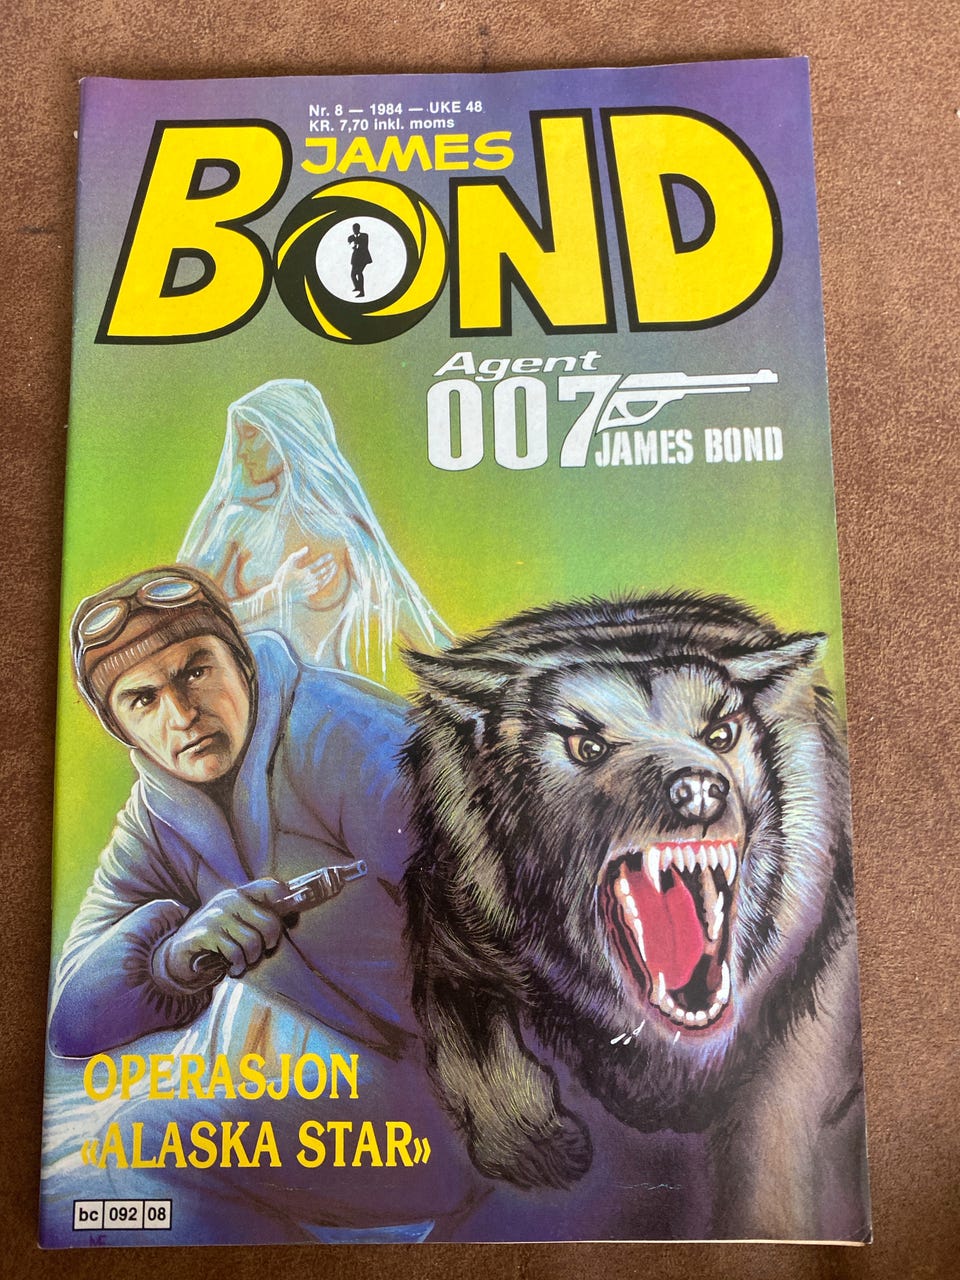 Nr. 8 — 1984 — UKE 48
KR. 7,70 inkl. moms
JAMES
BOND
Agent
007
JAMES BOND
OPERASJON
«ALASKA STAR»
bc 092 08